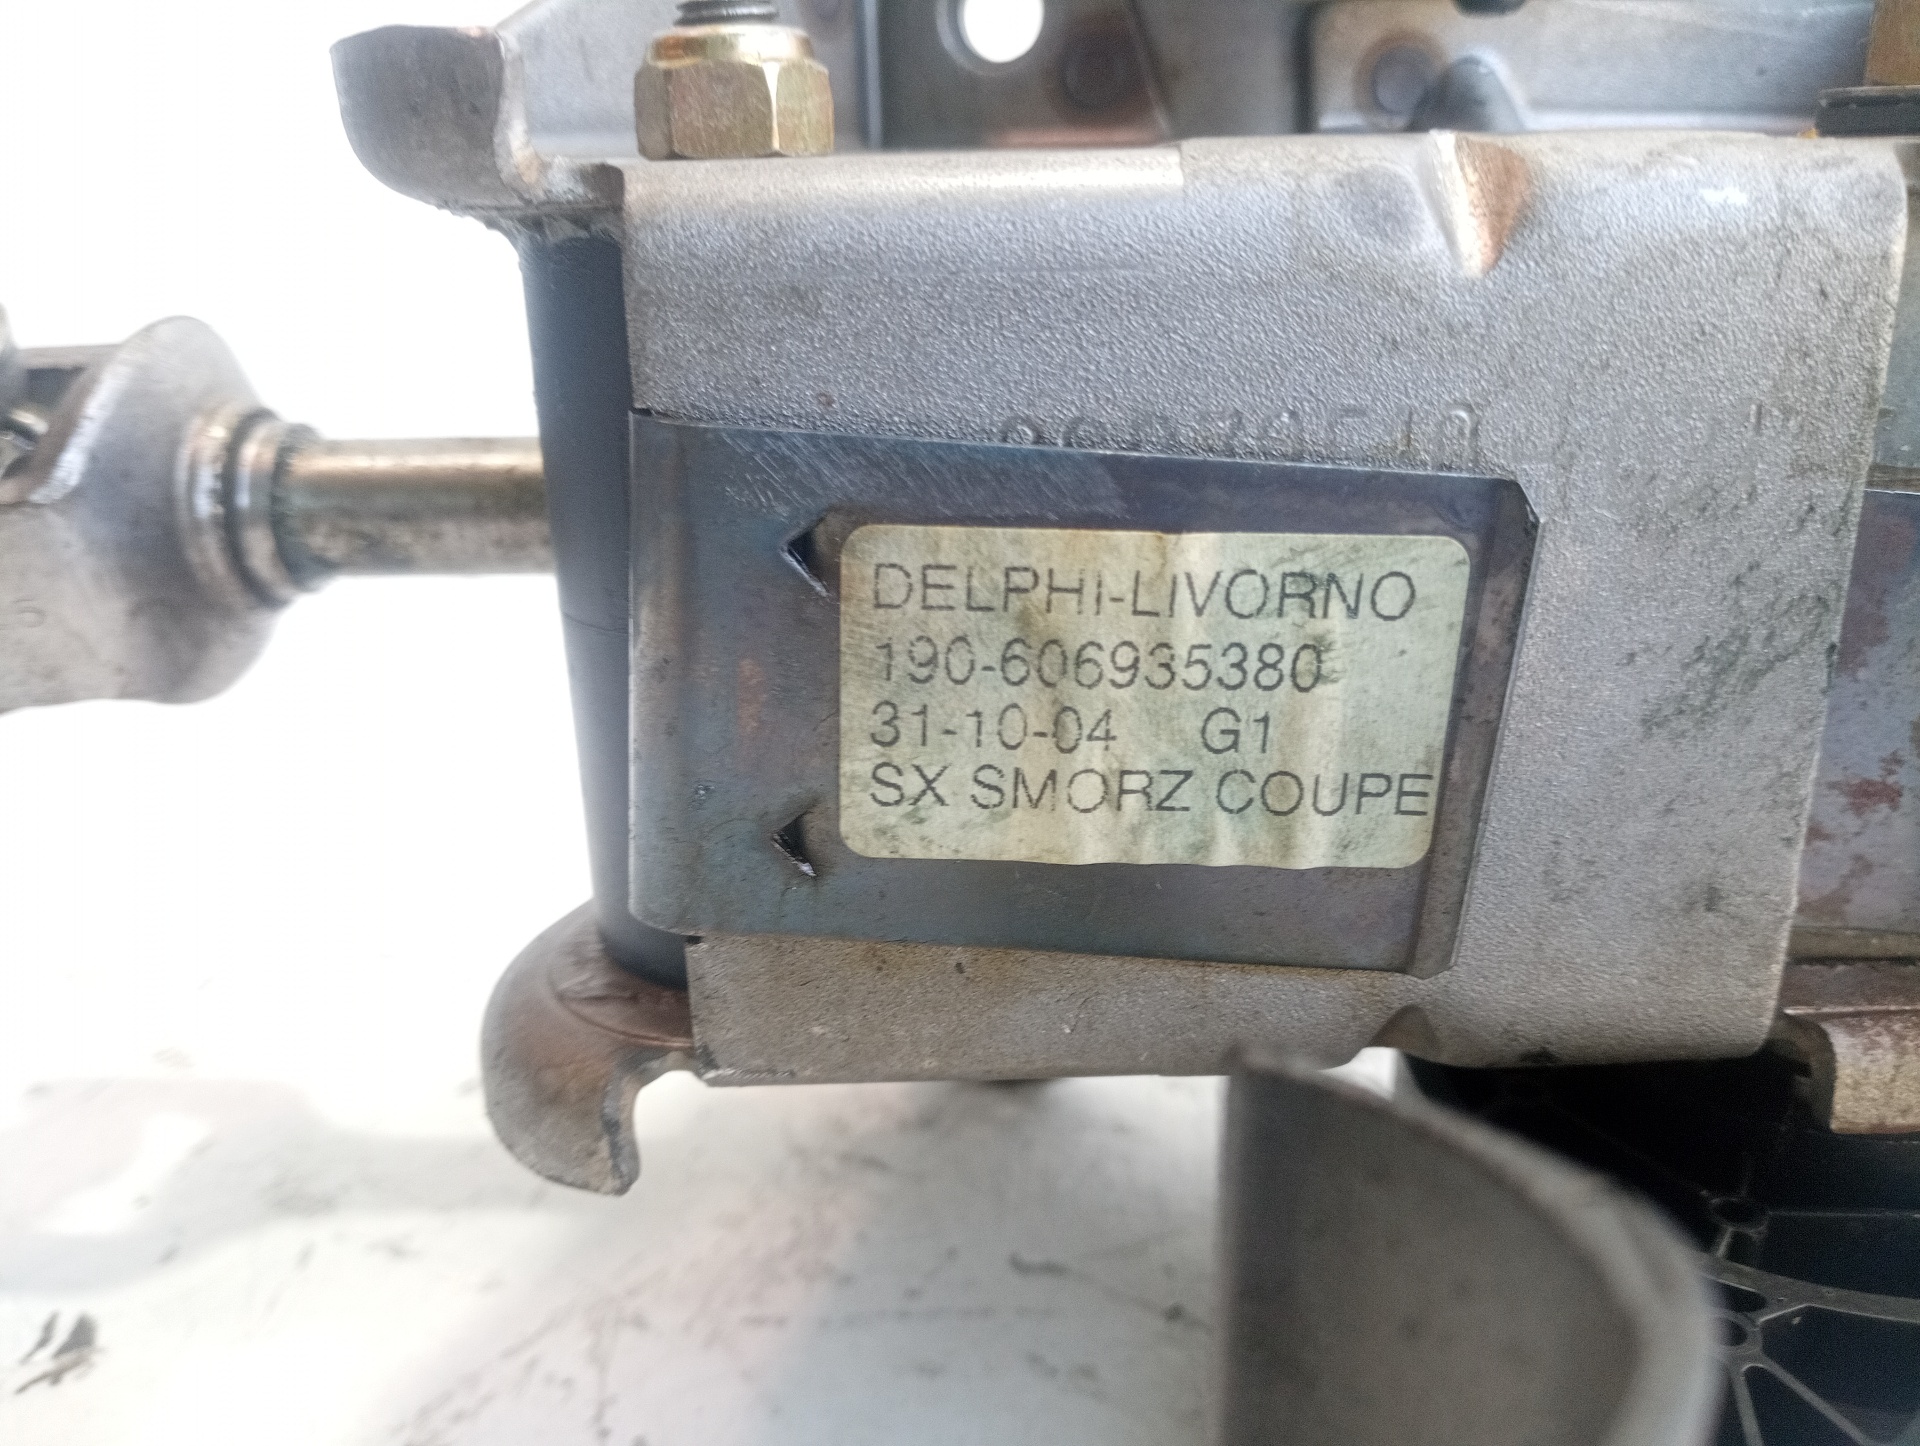 DELPHI-LIVORNO
190-606935380
31-10-04 G1
SX SMORZ COUPE